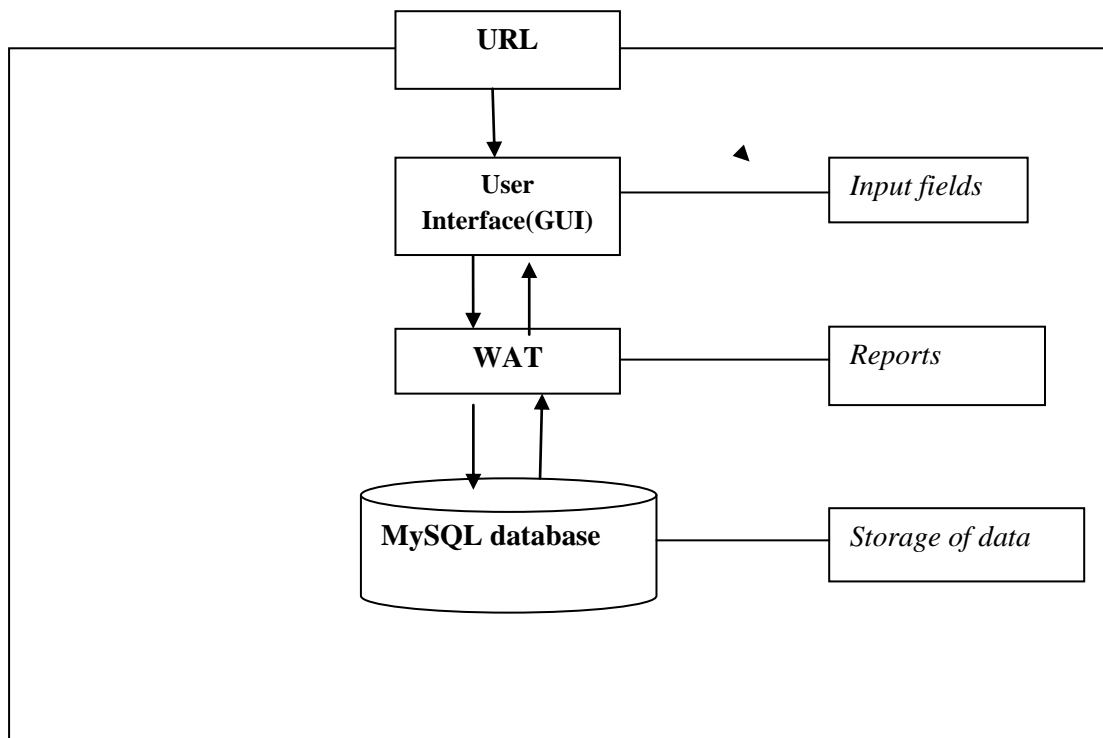 URL
User
Interface(GUI)
Input fields
WAT
Reports
MySQL database
Storage of data